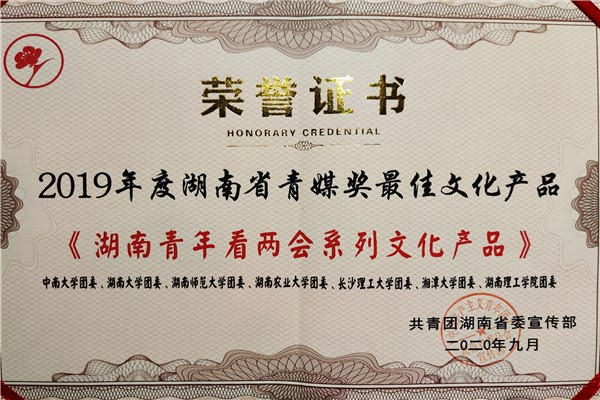 荣誉证书
HONORARY CREDENTIAL
2019年度湖南省青媒奖最佳文化产品
《湖南青年看两会系列文化产品》
中南大学团委、湖南大学团委、湖南师范大学团委、湖南农业大学团委、长沙理工大学团委、湘潭大学团委、湖南理工学院团委
共青团湖南省委宣传部
二〇二〇年九月